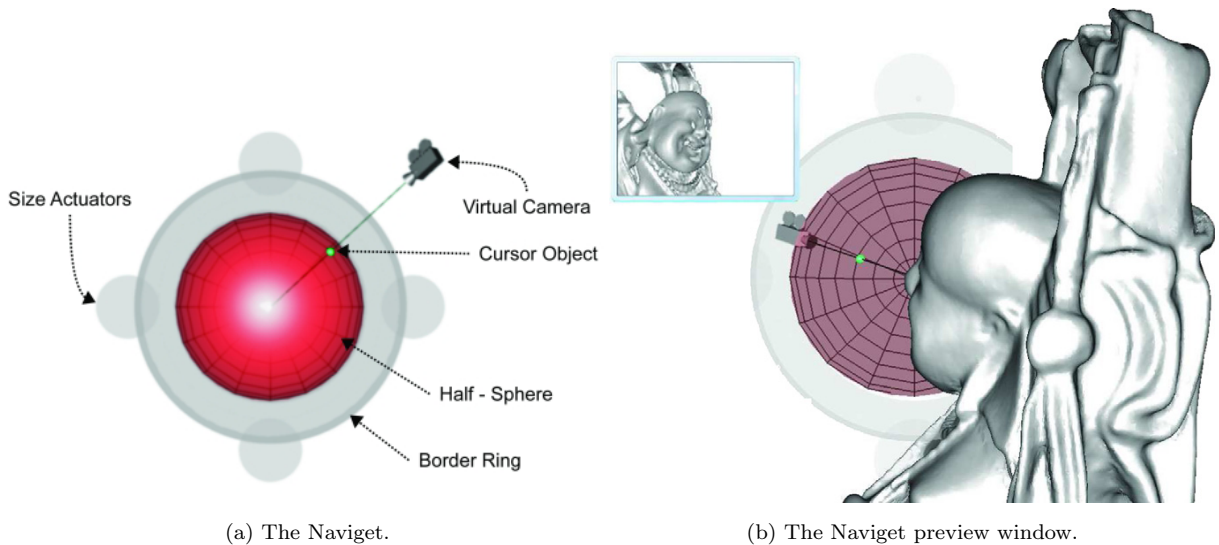 Size Actuators
Virtual Camera
Cursor Object
Half - Sphere
Border Ring
(a) The Naviget.
(b) The Naviget preview window.